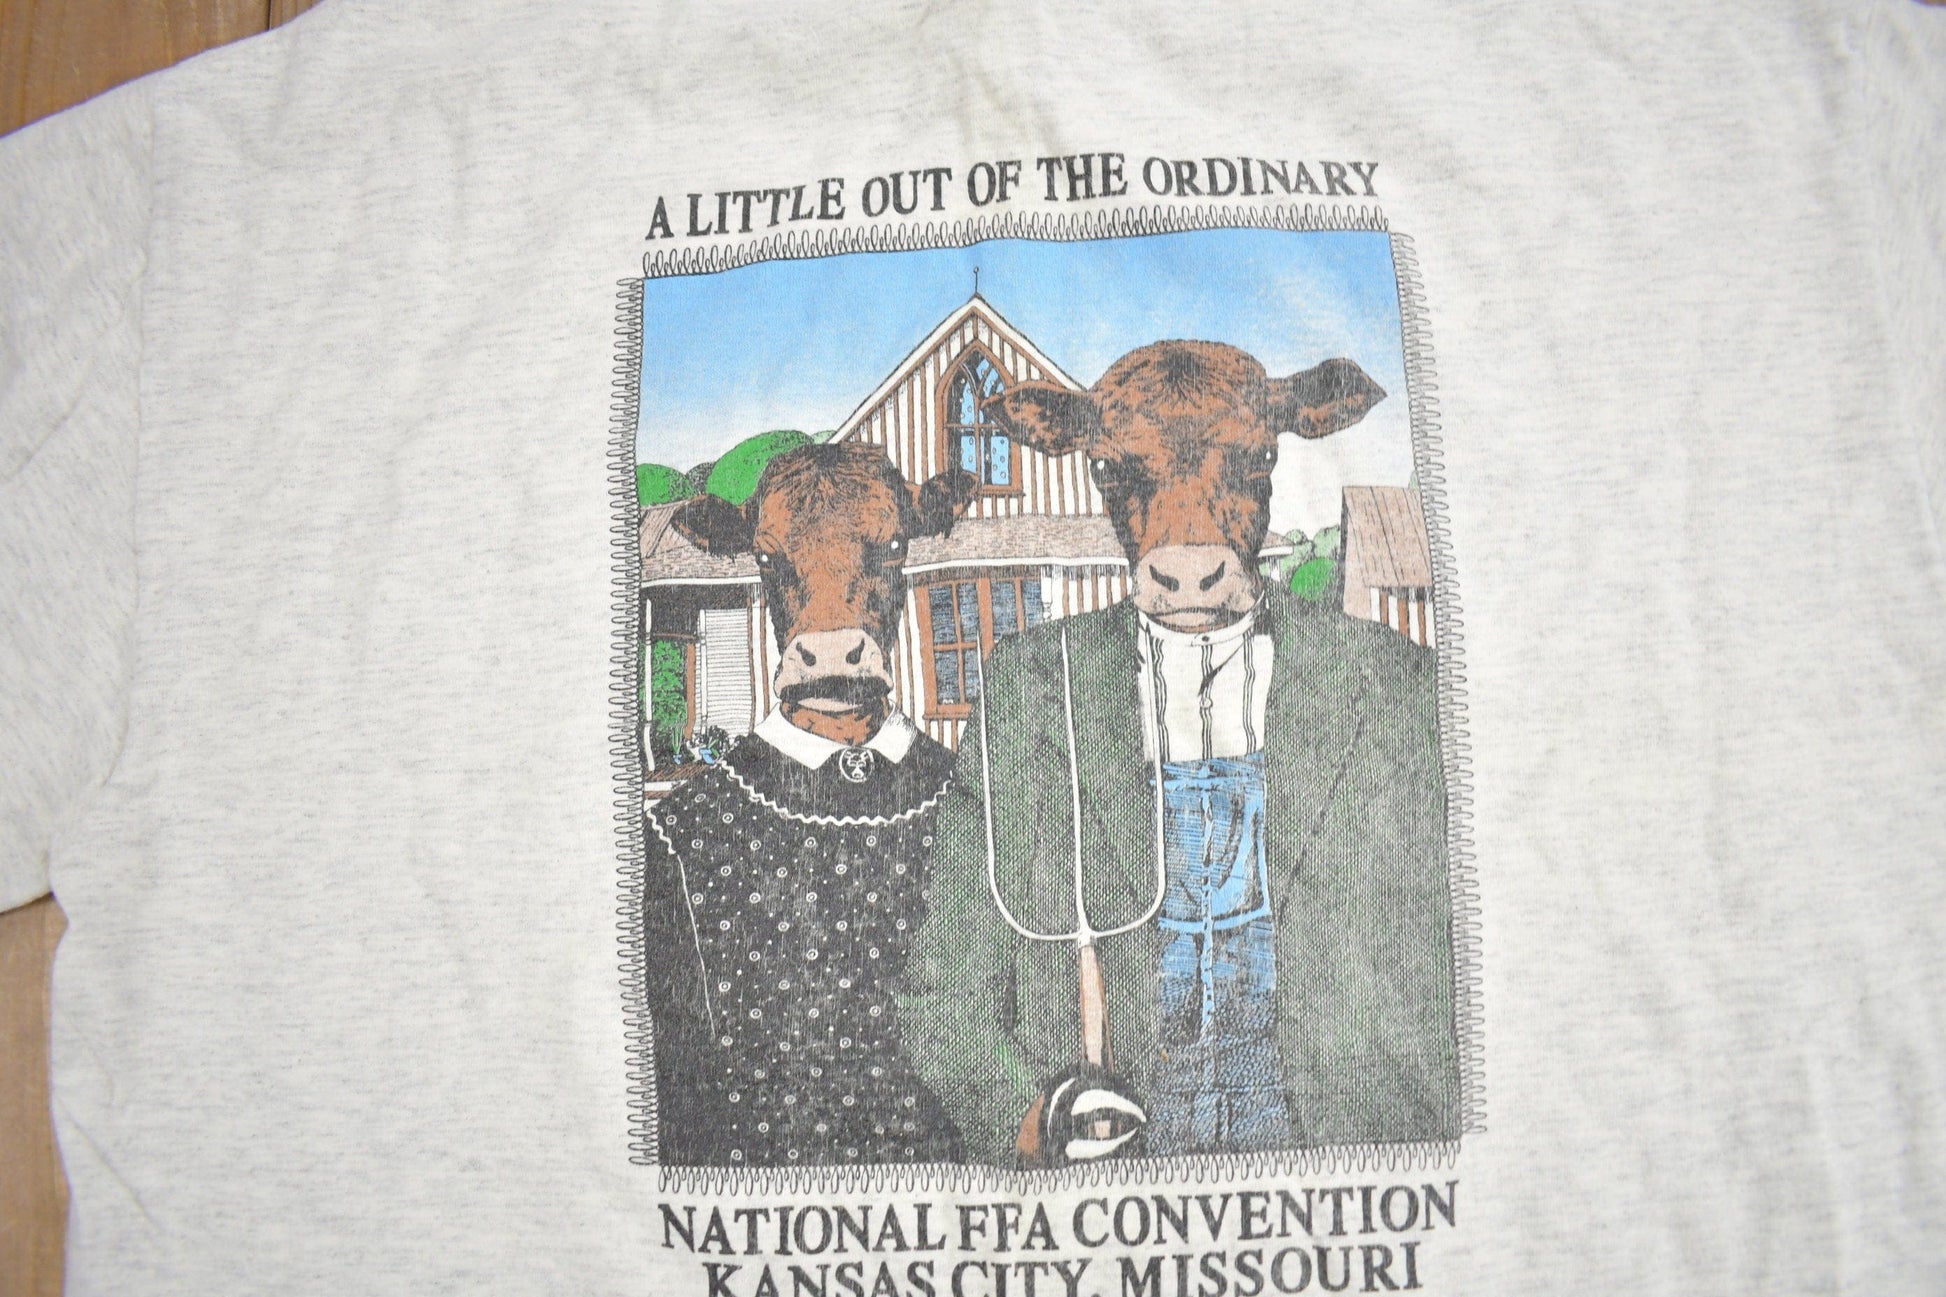 A LITTLE OUT OF THE ORDINARY
NATIONAL FFA CONVENTION
KANSAS CITY, MISSOURI